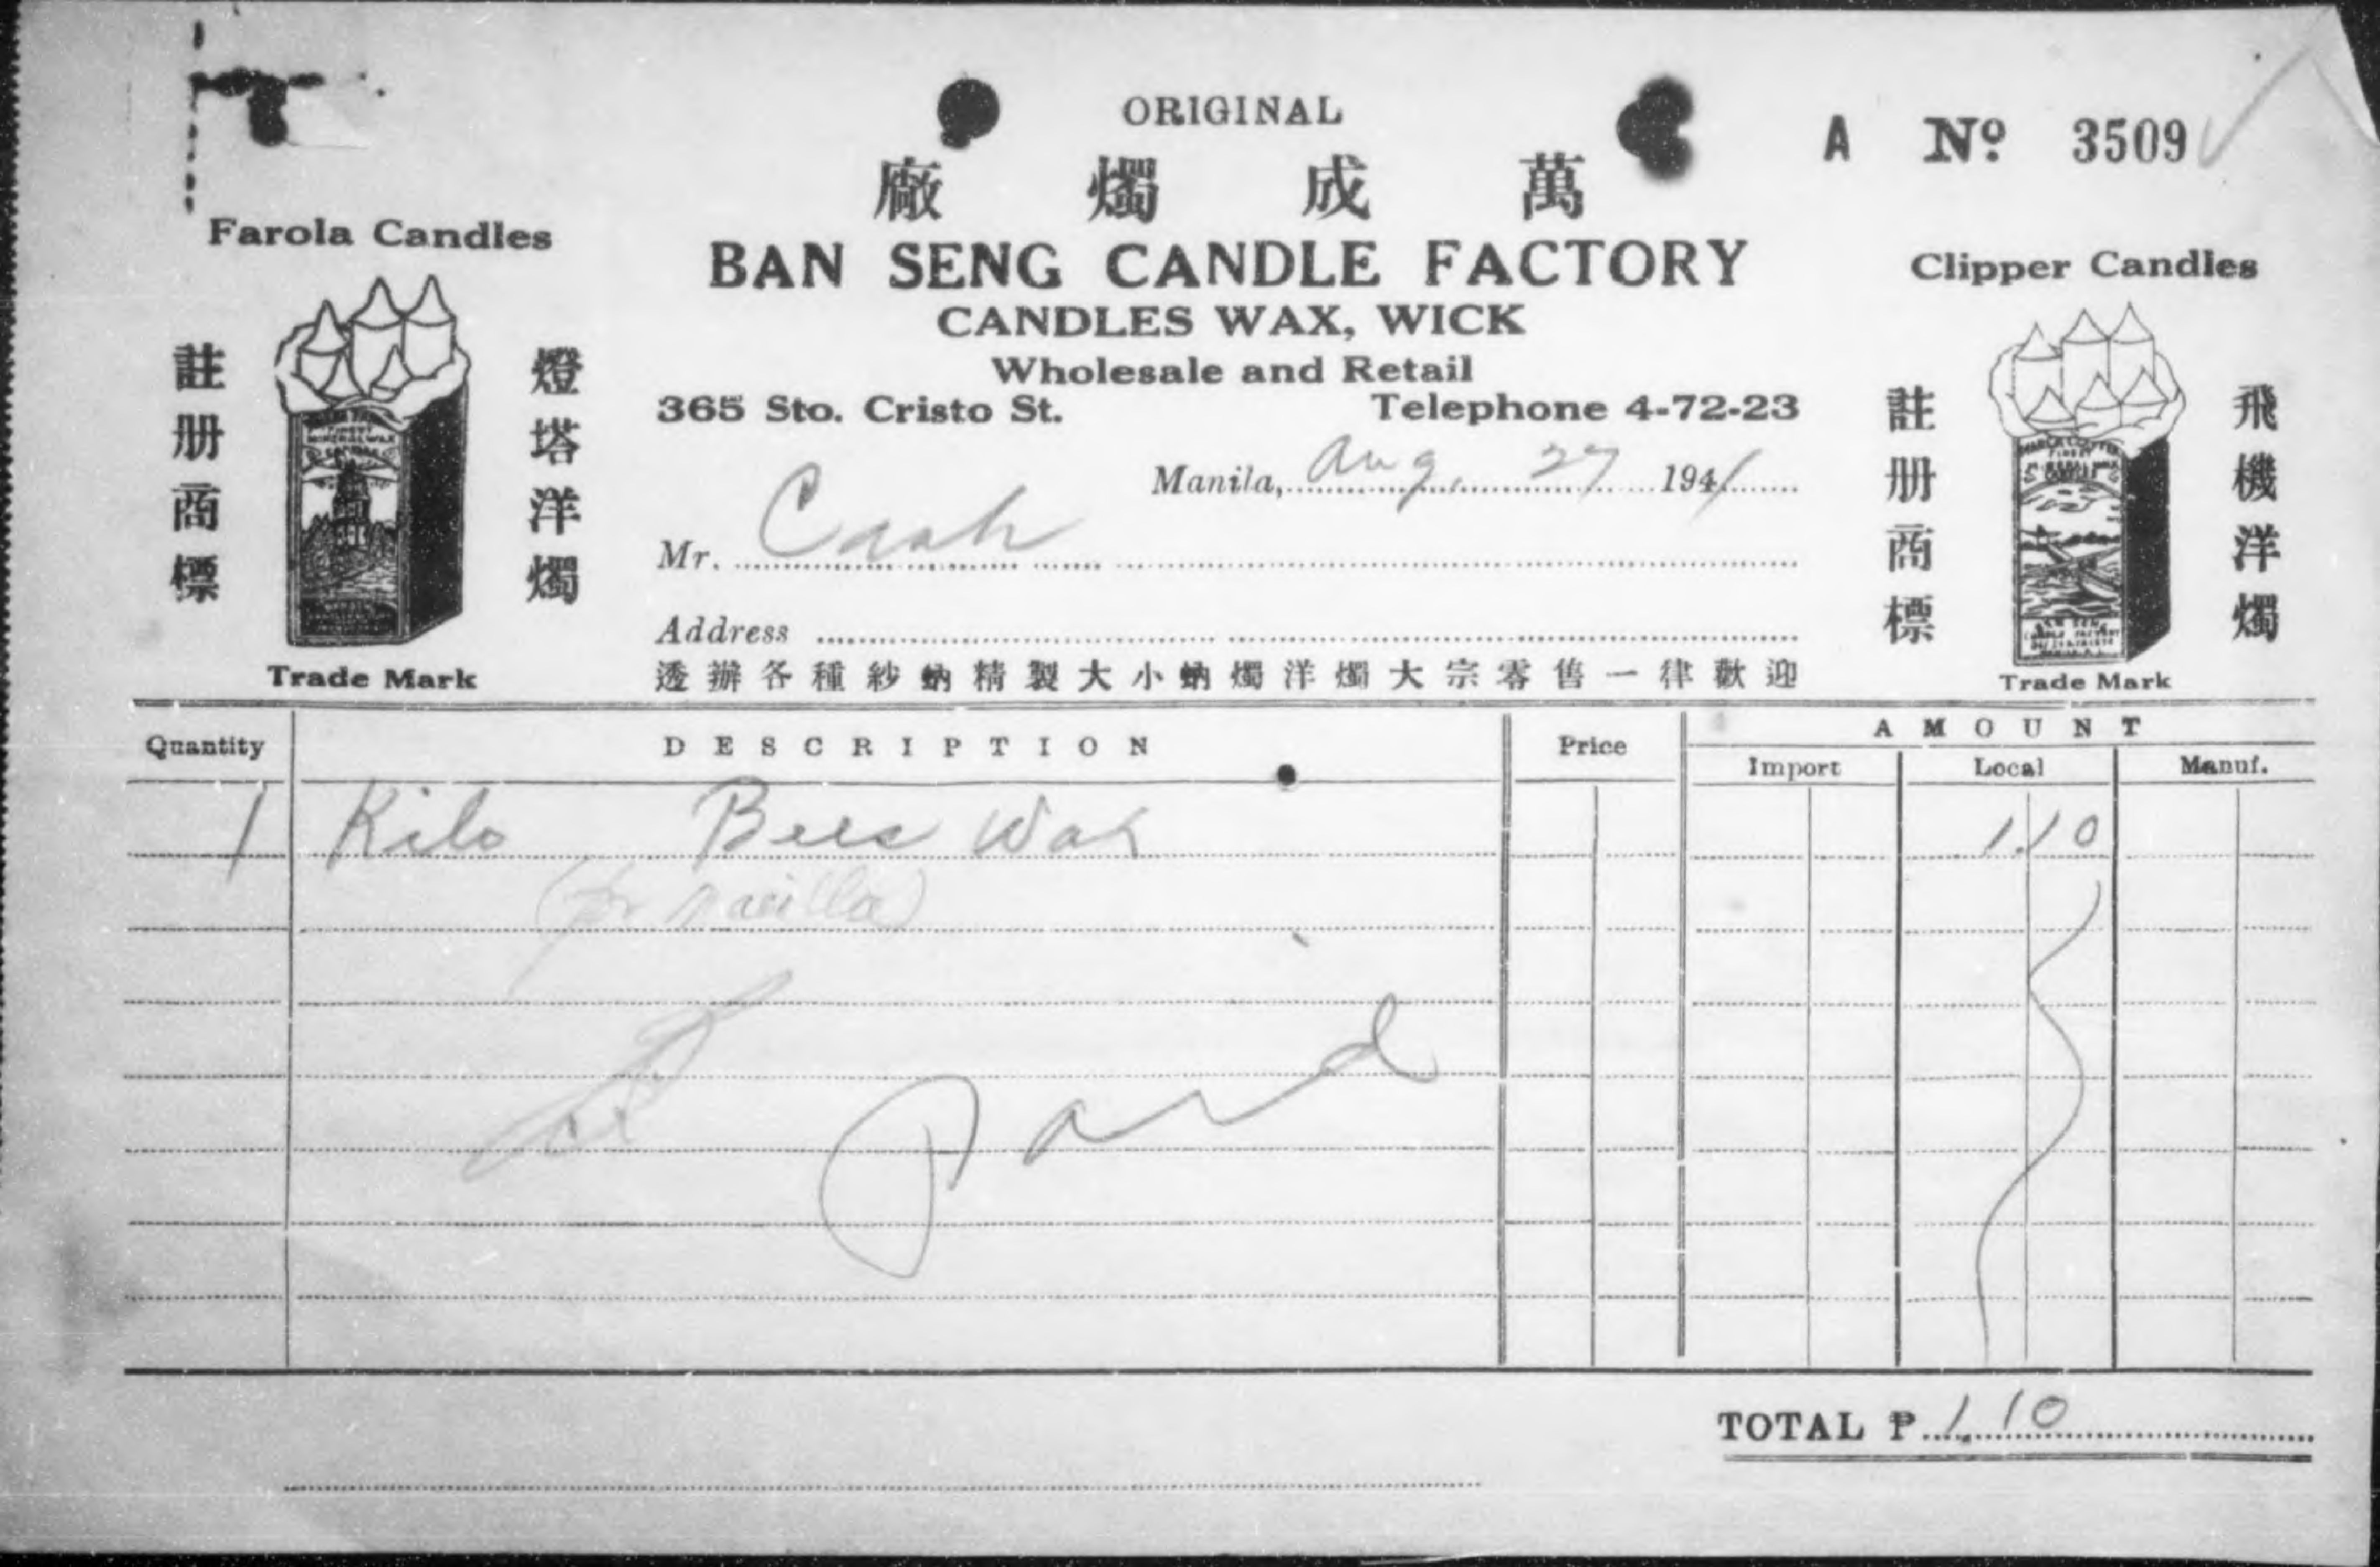 ORIGINAL
A Nº 3509
廠 燭 成 萬
BAN SENG CANDLE FACTORY
CANDLES WAX, WICK
Wholesale and Retail
365 Sto. Cristo St. Telephone 4-72-23
Farola Candles
註册商標
燈塔洋燭
Trade Mark
Clipper Candles
註册商標
飛機洋燭
Trade Mark
Manila, Aug. 27 1941
Mr. Cash
Address
透辦各種紗蚋精製大小蚋燭洋燭大宗零售一律歡迎
Quantity DESCRIPTION Price AMOUNT
Import Local Manuf.
1 Kilo Bees Wax 1.10
Paid
TOTAL ₱ 1.10